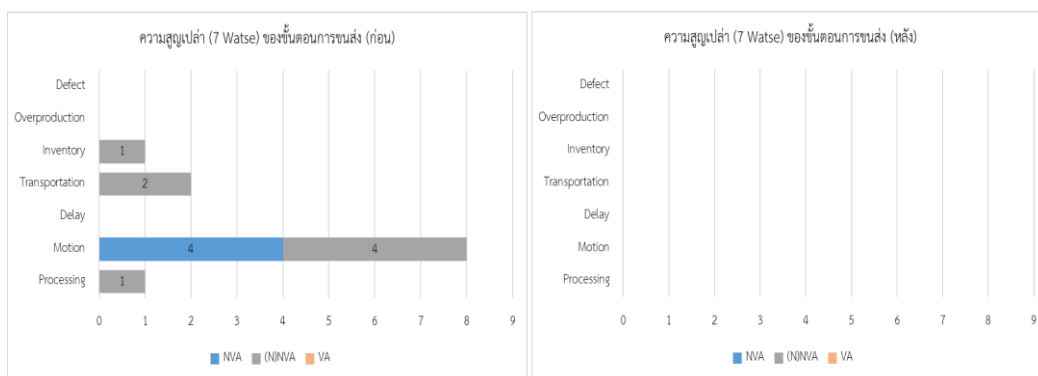 ความสูญเปล่า (7 Watse) ของขั้นตอนการขนส่ง (ก่อน)
Defect
Overproduction
Inventory
1
Transportation
2
Delay
Motion
4 4
Processing
1
0 1 2 3 4 5 6 7 8 9
NVA (N)NVA VA
ความสูญเปล่า (7 Watse) ของขั้นตอนการขนส่ง (หลัง)
Defect
Overproduction
Inventory
Transportation
Delay
Motion
Processing
0 1 2 3 4 5 6 7 8 9
NVA (N)NVA VA